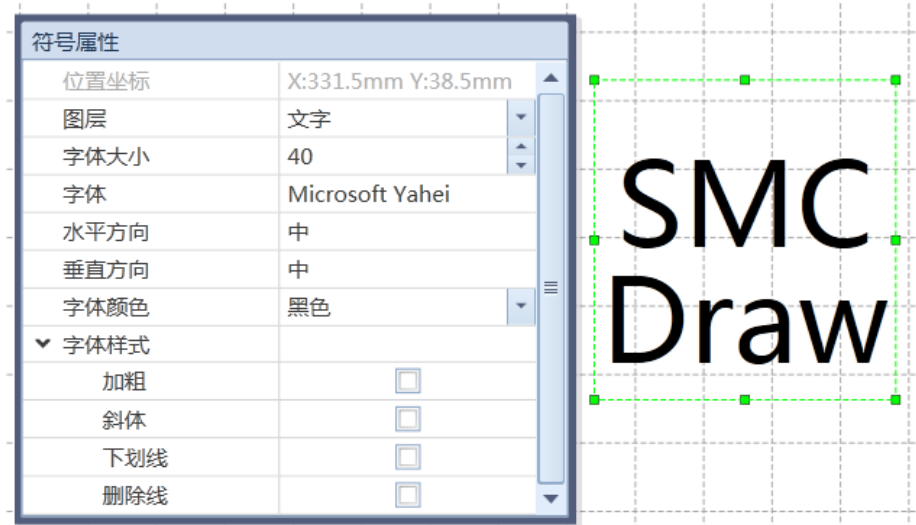 符号属性
位置坐标 X:331.5mm Y:38.5mm
图层 文字
字体大小 40
字体 Microsoft Yahei
水平方向 中
垂直方向 中
字体颜色 黑色
字体样式
加粗
斜体
下划线
删除线
SMC
Draw